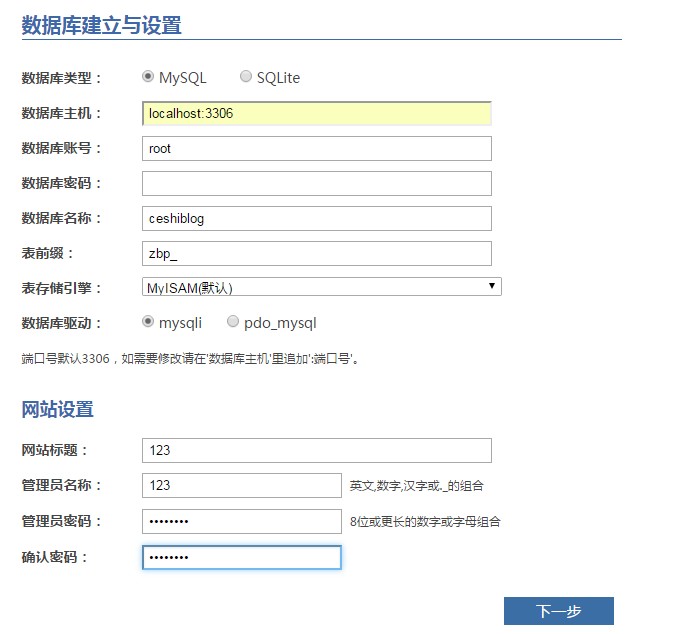 数据库建立与设置
数据库类型： MySQL SQLite
数据库主机： localhost:3306
数据库账号： root
数据库密码：
数据库名称： ceshiblog
表前缀： zbp_
表存储引擎： MyISAM(默认)
数据库驱动： mysqli pdo_mysql
端口号默认3306，如需要修改请在'数据库主机'里追加':端口号'。
网站设置
网站标题： 123
管理员名称： 123 英文,数字,汉字或._的组合
管理员密码： •••••••• 8位或更长的数字或字母组合
确认密码： ••••••••
下一步